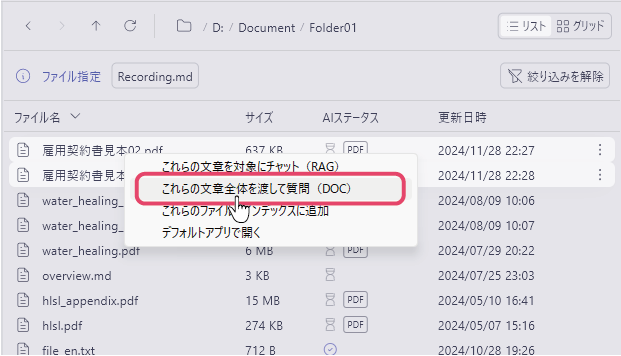 / D: / Document / Folder01
リスト グリッド
ファイル指定 Recording.md 絞り込みを解除
ファイル名 サイズ AIステータス 更新日時
雇用契約書見本02.pdf 637 KB PDF 2024/11/28 22:27
雇用契約書見本 2024/11/28 22:28
これらの文章を対象にチャット（RAG）
これらの文章全体を渡して質問（DOC）
water_healing_ 2024/08/09 10:06
これらのファイル ンデックスに追加
water_healing_ 2024/08/09 10:07
デフォルトアプリで開く
water_healing.pdf 6 MB PDF 2024/07/29 20:22
overview.md 2024/07/25 23:03
hlsl_appendix.pdf 15 MB PDF 2024/05/10 16:41
hlsl.pdf 274 KB PDF 2024/05/07 15:16
file_en.txt 712 B 2024/10/28 19:26